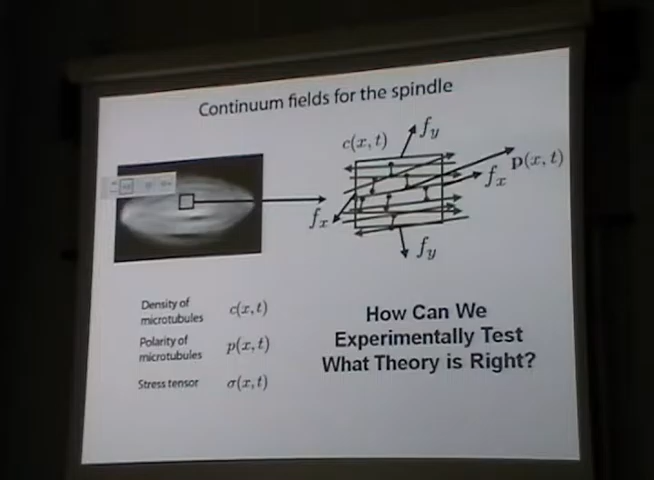 Continuum fields for the spindle
c(x, t)
f_y
p(x, t)
f_x
f_x
f_y
Density of
microtubules
c(x, t)
Polarity of
microtubules
p(x, t)
Stress tensor
σ(x, t)
How Can We
Experimentally Test
What Theory is Right?